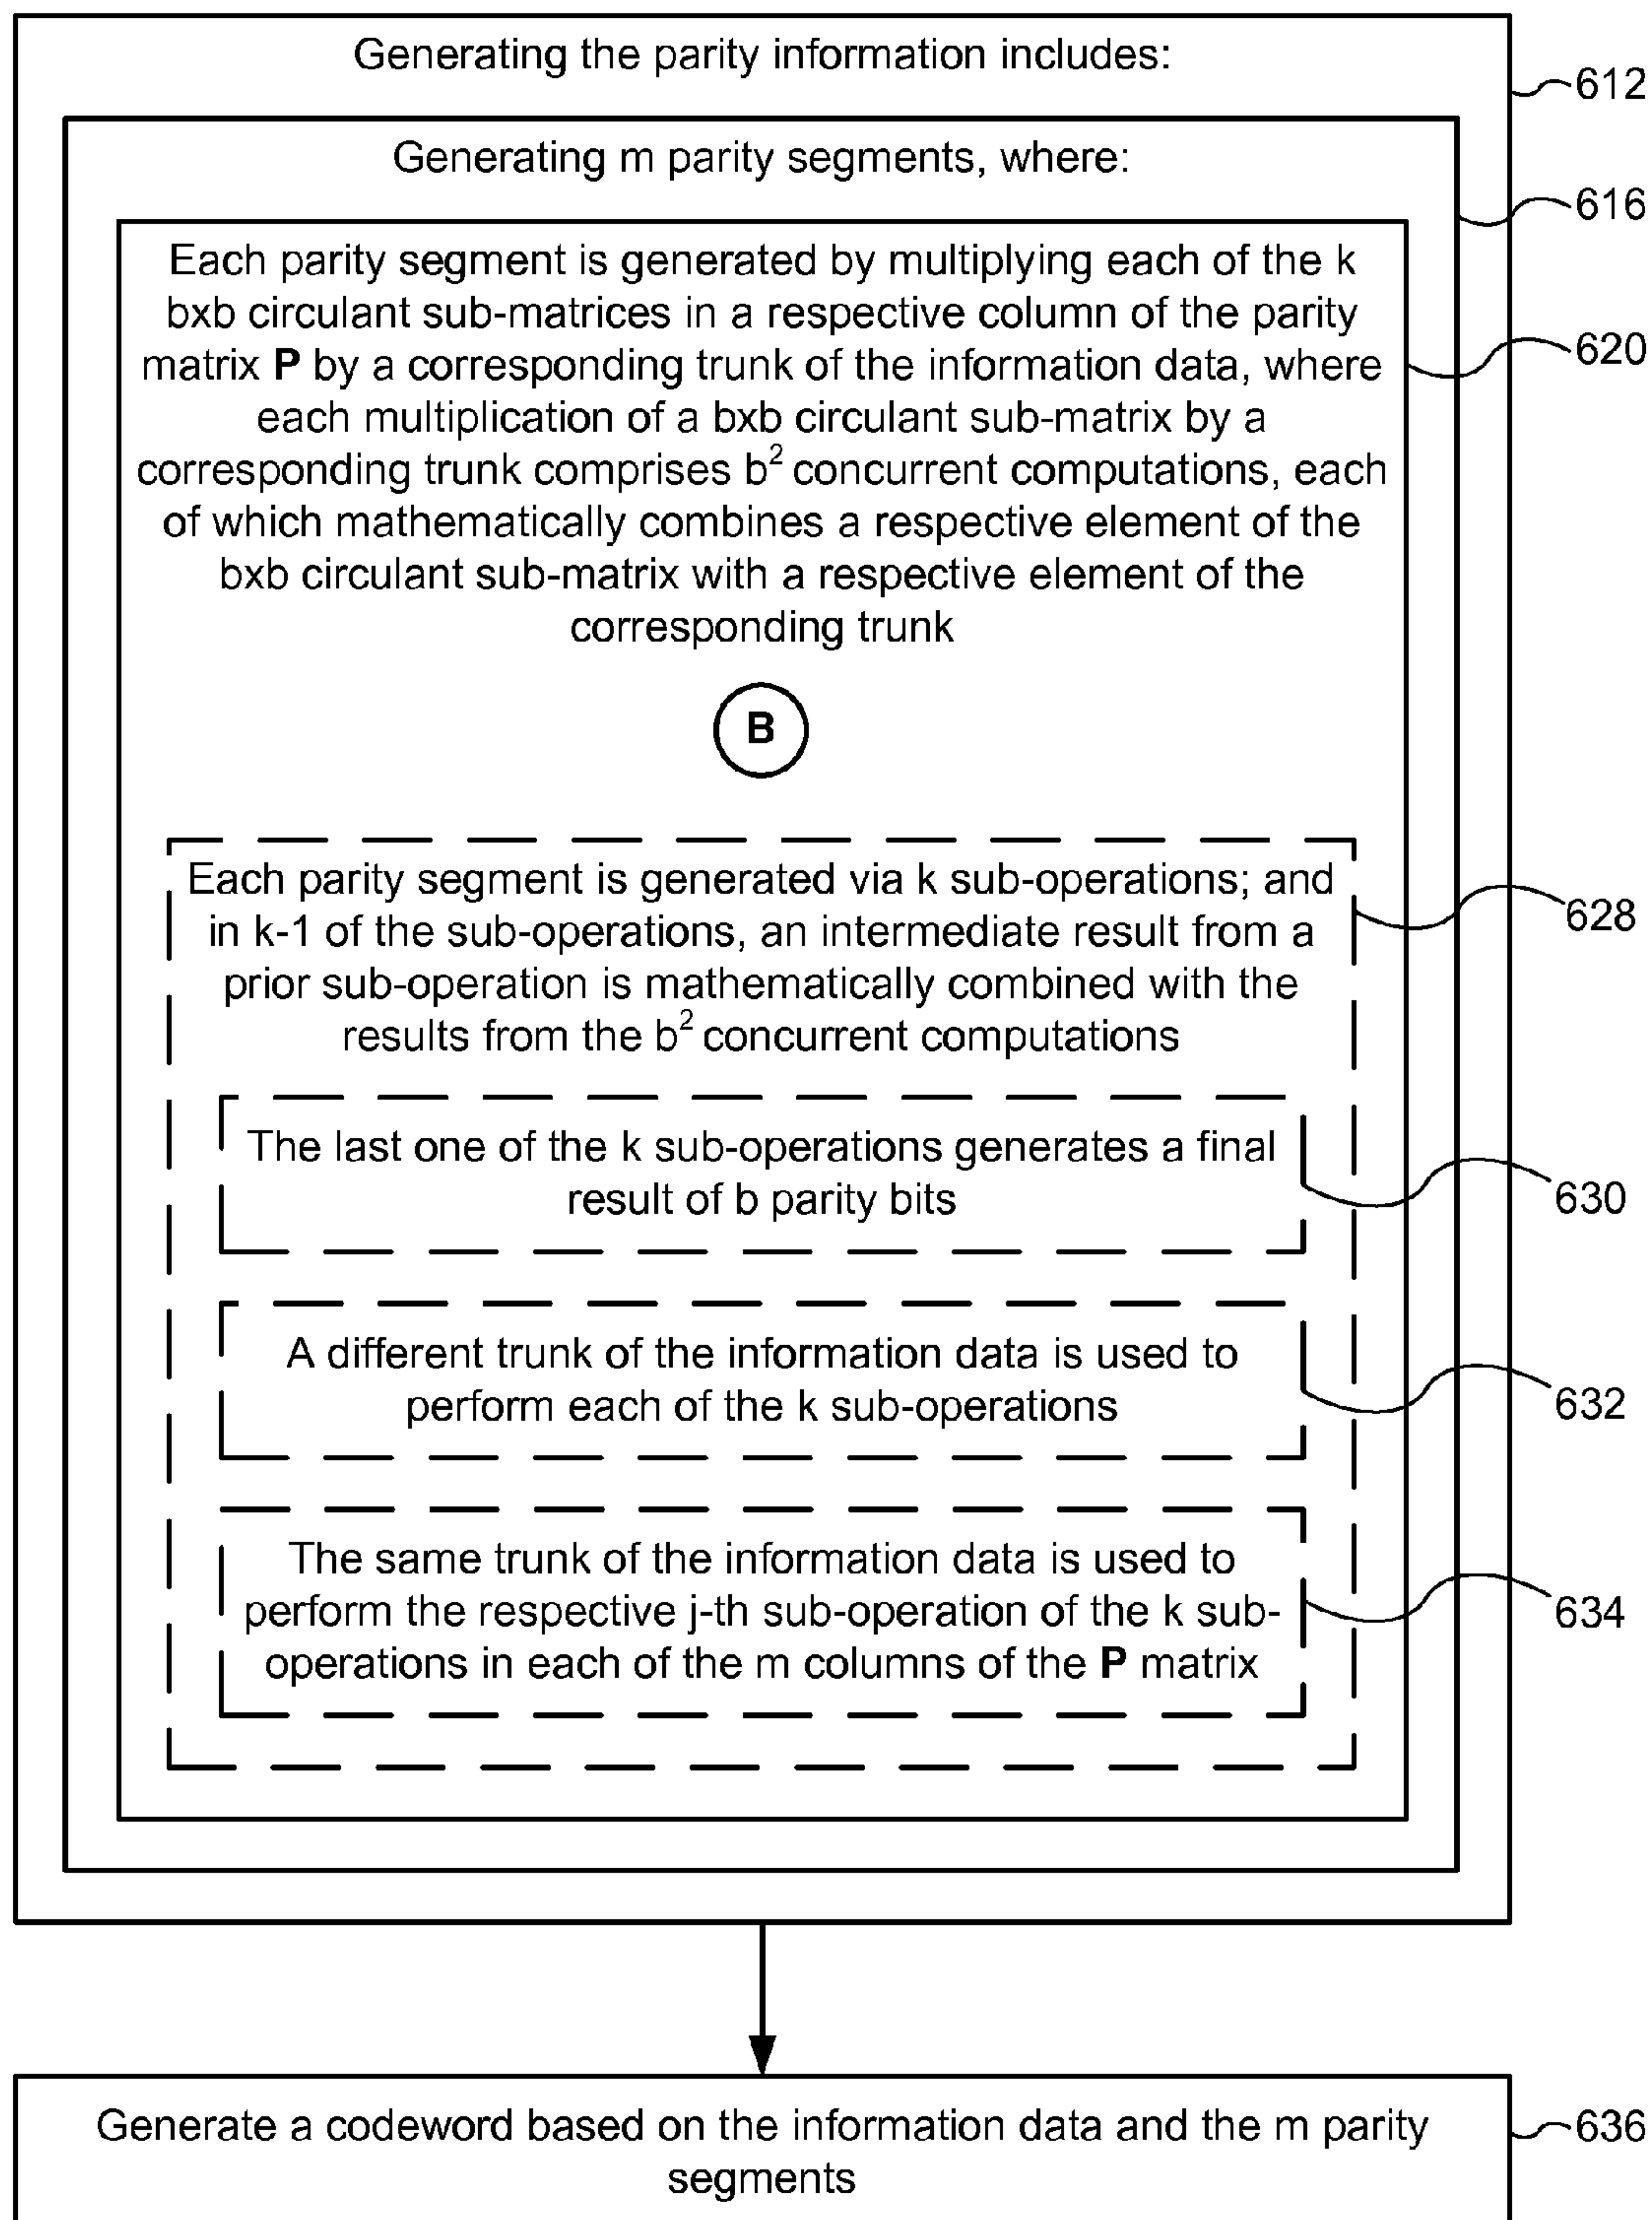 Generating the parity information includes:
612
Generating m parity segments, where:
616
Each parity segment is generated by multiplying each of the k
bxb circulant sub-matrices in a respective column of the parity
matrix P by a corresponding trunk of the information data, where
620
each multiplication of a bxb circulant sub-matrix by a
corresponding trunk comprises b² concurrent computations, each
of which mathematically combines a respective element of the
bxb circulant sub-matrix with a respective element of the
corresponding trunk
B
Each parity segment is generated via k sub-operations; and
628
in k-1 of the sub-operations, an intermediate result from a
prior sub-operation is mathematically combined with the
results from the b² concurrent computations
The last one of the k sub-operations generates a final
result of b parity bits
630
A different trunk of the information data is used to
perform each of the k sub-operations
632
The same trunk of the information data is used to
perform the respective j-th sub-operation of the k sub-
634
operations in each of the m columns of the P matrix
Generate a codeword based on the information data and the m parity
636
segments